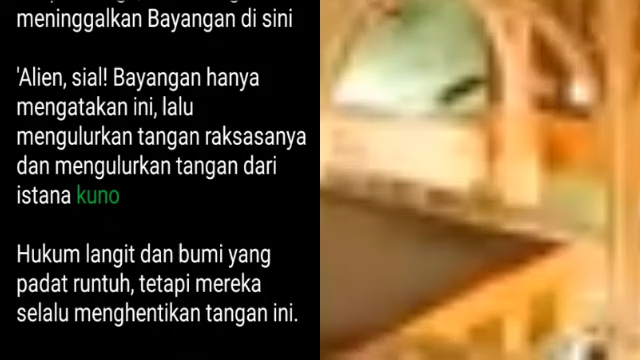 meninggalkan Bayangan di sini
'Alien, sial! Bayangan hanya
mengatakan ini, lalu
mengulurkan tangan raksasanya
dan mengulurkan tangan dari
istana kuno
Hukum langit dan bumi yang
padat runtuh, tetapi mereka
selalu menghentikan tangan ini.